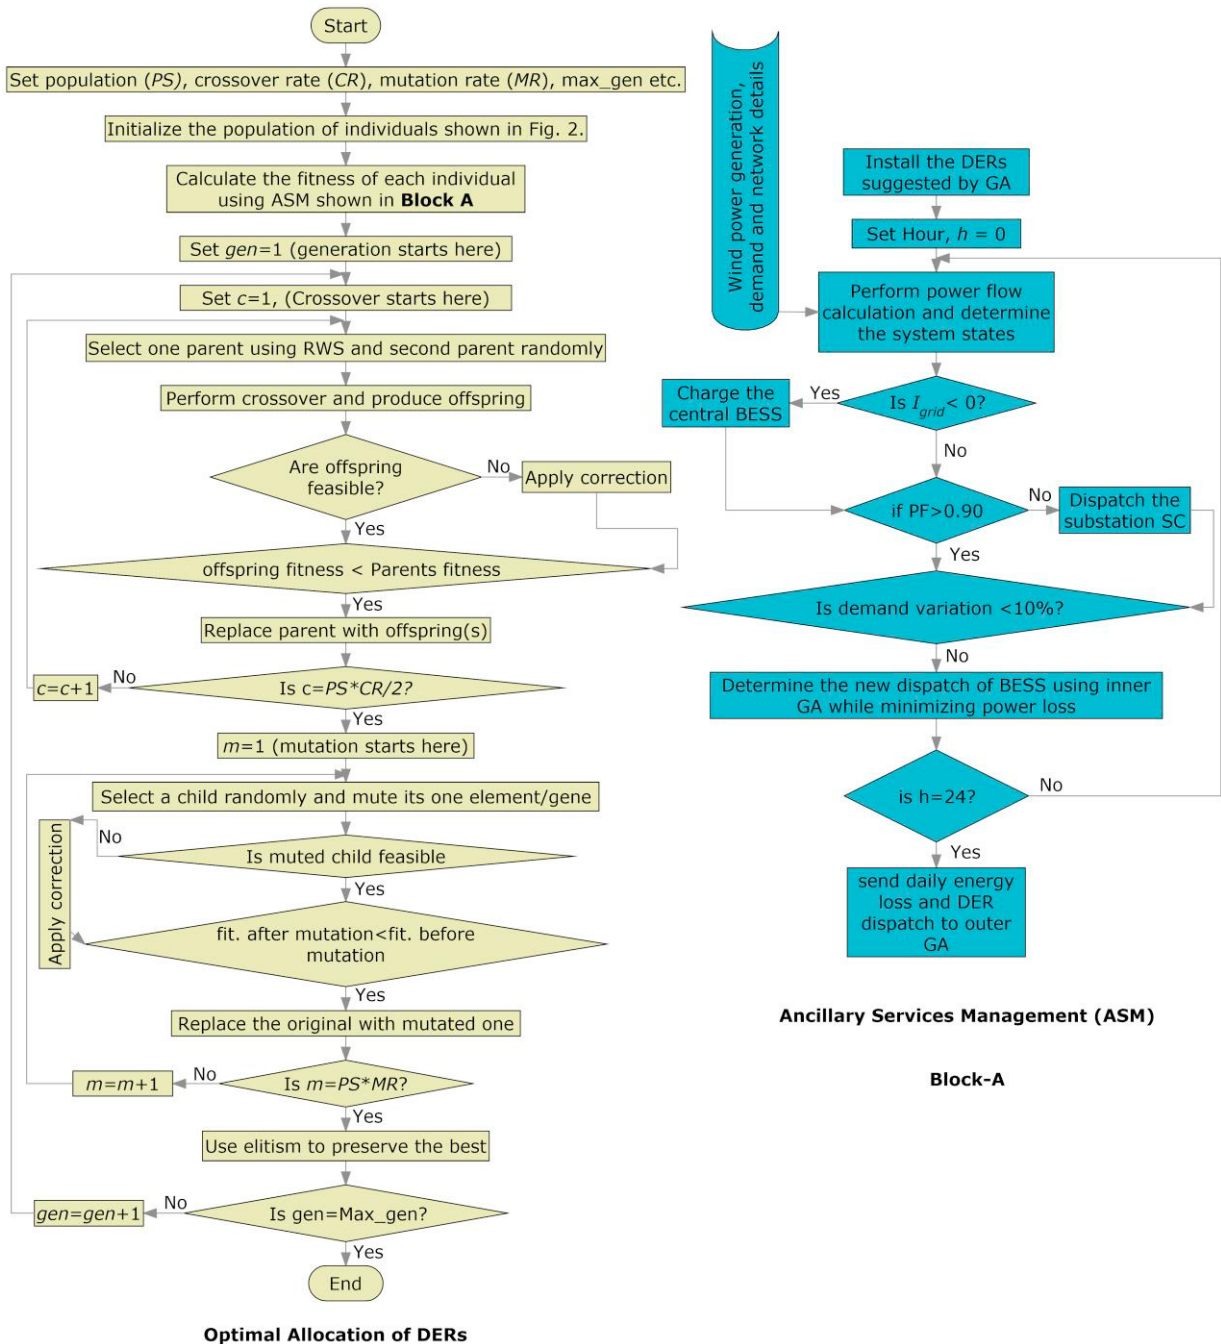 Start
Set population (PS), crossover rate (CR), mutation rate (MR), max_gen etc.
Initialize the population of individuals shown in Fig. 2.
Calculate the fitness of each individual
using ASM shown in Block A
Set gen=1 (generation starts here)
Set c=1, (Crossover starts here)
Select one parent using RWS and second parent randomly
Perform crossover and produce offspring
Are offspring
feasible?
No
Apply correction
Yes
offspring fitness < Parents fitness
Yes
Replace parent with offspring(s)
Is c=PS*CR/2?
No
c=c+1
Yes
m=1 (mutation starts here)
Select a child randomly and mute its one element/gene
No
Is muted child feasible
Apply correction
Yes
fit. after mutation<fit. before
mutation
Yes
Replace the original with mutated one
Is m=PS*MR?
No
m=m+1
Yes
Use elitism to preserve the best
Is gen=Max_gen?
No
gen=gen+1
Yes
End
Optimal Allocation of DERs
Wind power generation,
demand and network details
Install the DERs
suggested by GA
Set Hour, h = 0
Perform power flow
calculation and determine
the system states
Is I_grid< 0?
Yes
Charge the
central BESS
No
if PF>0.90
No
Dispatch the
substation SC
Yes
Is demand variation <10%?
No
Determine the new dispatch of BESS using inner
GA while minimizing power loss
is h=24?
No
Yes
send daily energy
loss and DER
dispatch to outer
GA
Ancillary Services Management (ASM)
Block-A